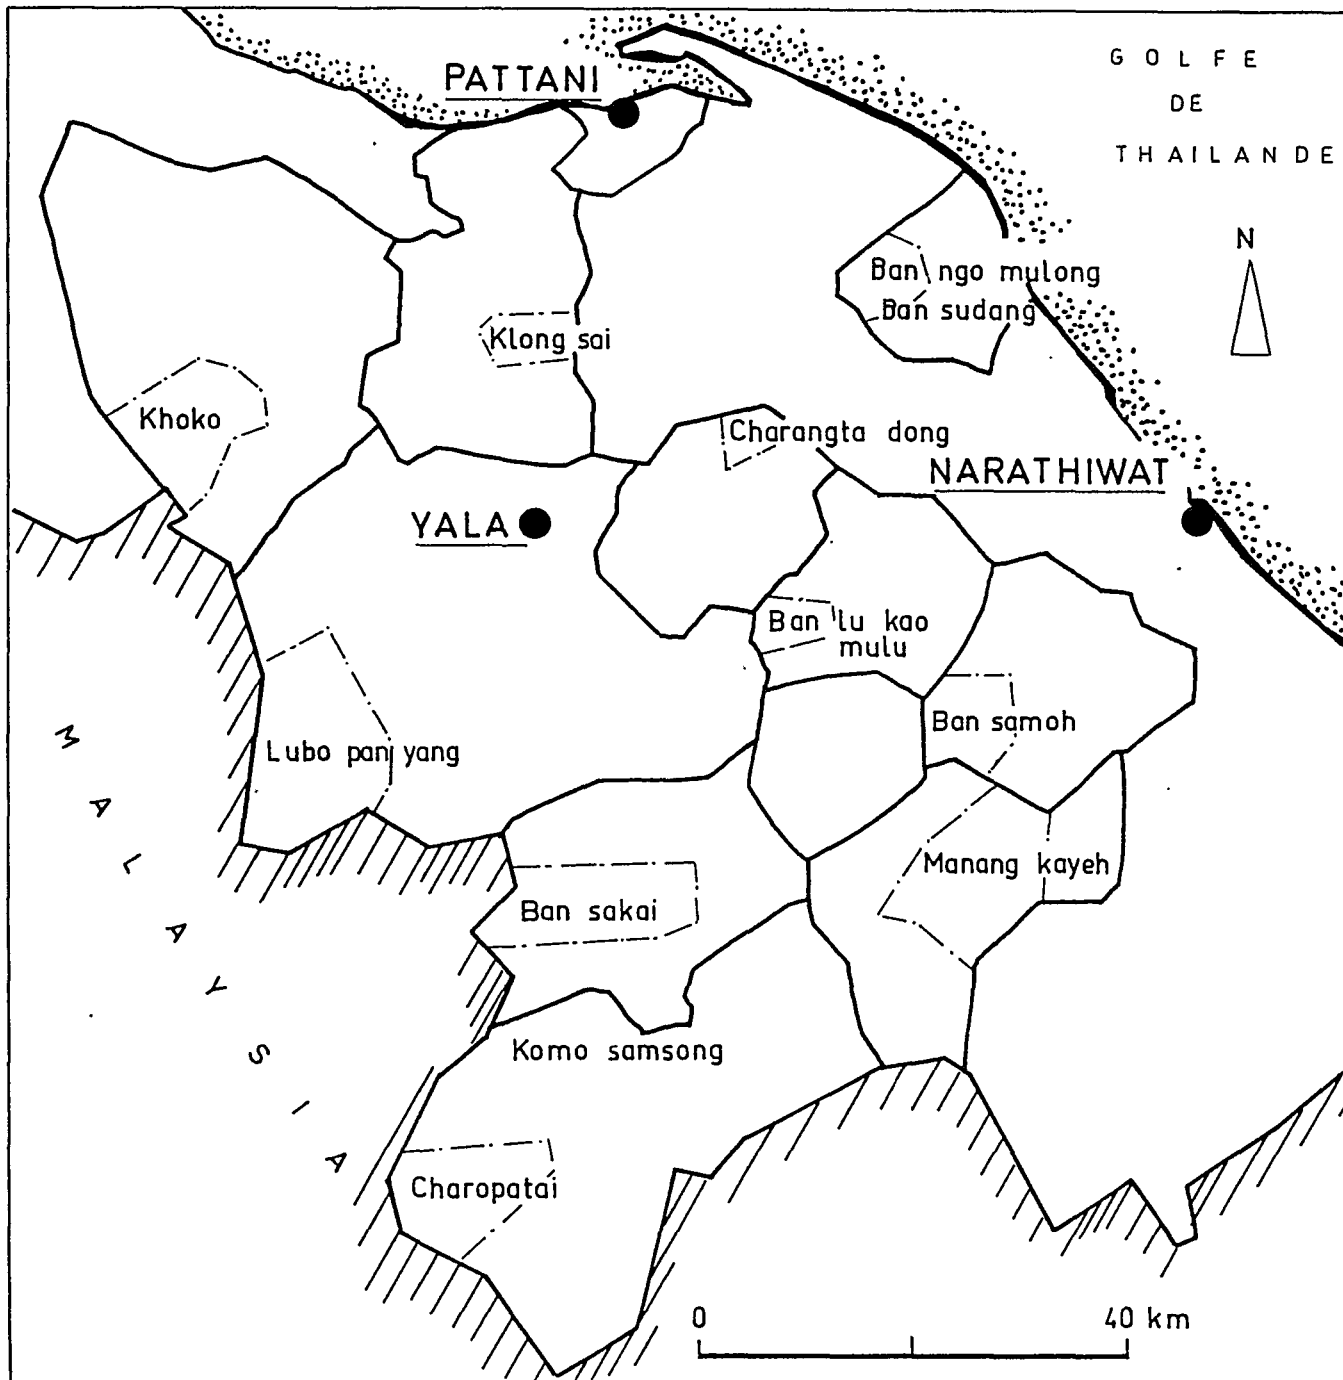 GOLFE
DE
THAILANDE
PATTANI
N
Ban ngo mulong
Ban sudang
Klong sai
Khoko
Charangta dong
NARATHIWAT
YALA
Ban lu kao
mulu
Ban samoh
Lubo pan yang
MALAYSIA
Manang kayeh
Ban sakai
Komo samsong
Charopatai
0 40 km